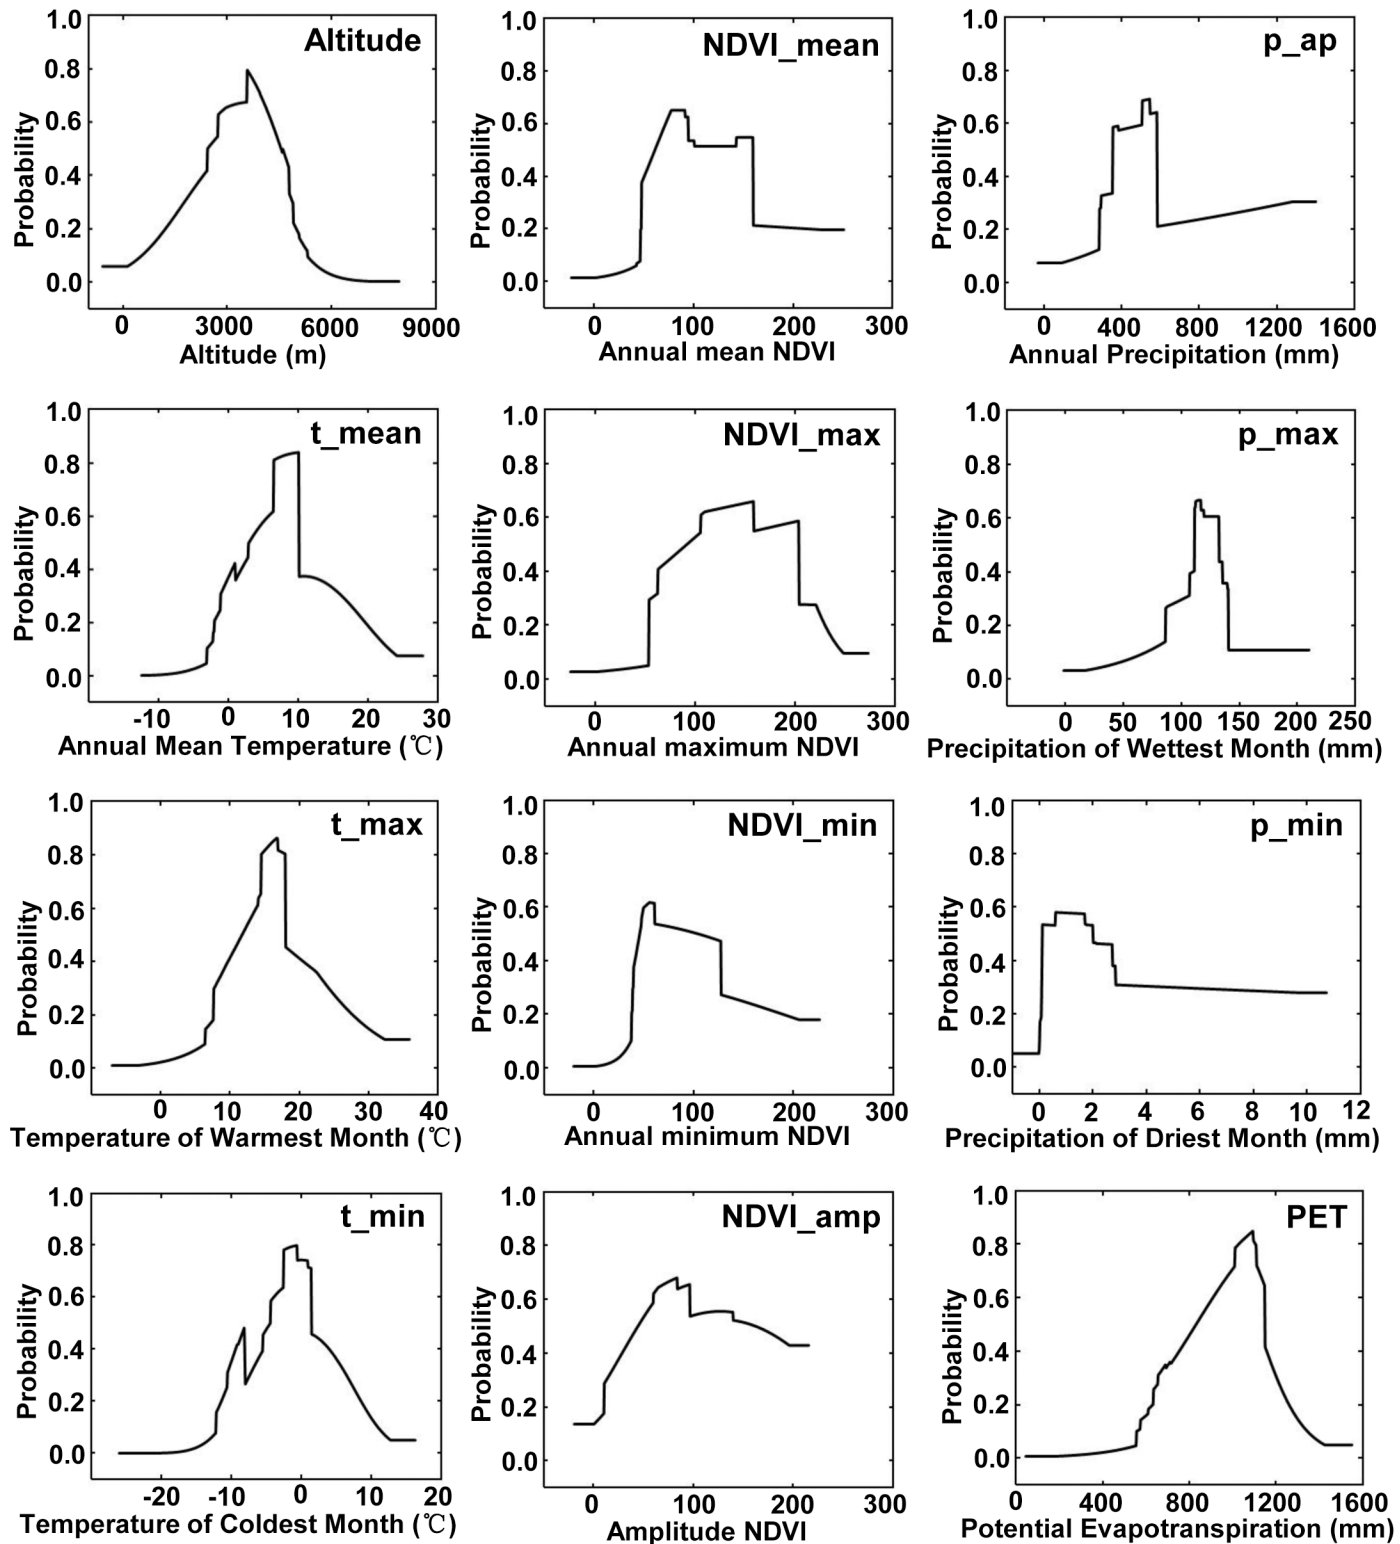 Altitude
1.0
0.8
0.6
0.4
0.2
0.0
Probability
0 3000 6000 9000
Altitude (m)
NDVI_mean
1.0
0.8
0.6
0.4
0.2
0.0
Probability
0 100 200 300
Annual mean NDVI
p_ap
1.0
0.8
0.6
0.4
0.2
0.0
Probability
0 400 800 1200 1600
Annual Precipitation (mm)
t_mean
1.0
0.8
0.6
0.4
0.2
0.0
Probability
-10 0 10 20 30
Annual Mean Temperature (℃)
NDVI_max
1.0
0.8
0.6
0.4
0.2
0.0
Probability
0 100 200 300
Annual maximum NDVI
p_max
1.0
0.8
0.6
0.4
0.2
0.0
Probability
0 50 100 150 200 250
Precipitation of Wettest Month (mm)
t_max
1.0
0.8
0.6
0.4
0.2
0.0
Probability
0 10 20 30 40
Temperature of Warmest Month (℃)
NDVI_min
1.0
0.8
0.6
0.4
0.2
0.0
Probability
0 100 200 300
Annual minimum NDVI
p_min
1.0
0.8
0.6
0.4
0.2
0.0
Probability
0 2 4 6 8 10 12
Precipitation of Driest Month (mm)
t_min
1.0
0.8
0.6
0.4
0.2
0.0
Probability
-20 -10 0 10 20
Temperature of Coldest Month (℃)
NDVI_amp
1.0
0.8
0.6
0.4
0.2
0.0
Probability
0 100 200 300
Amplitude NDVI
PET
1.0
0.8
0.6
0.4
0.2
0.0
Probability
0 400 800 1200 1600
Potential Evapotranspiration (mm)